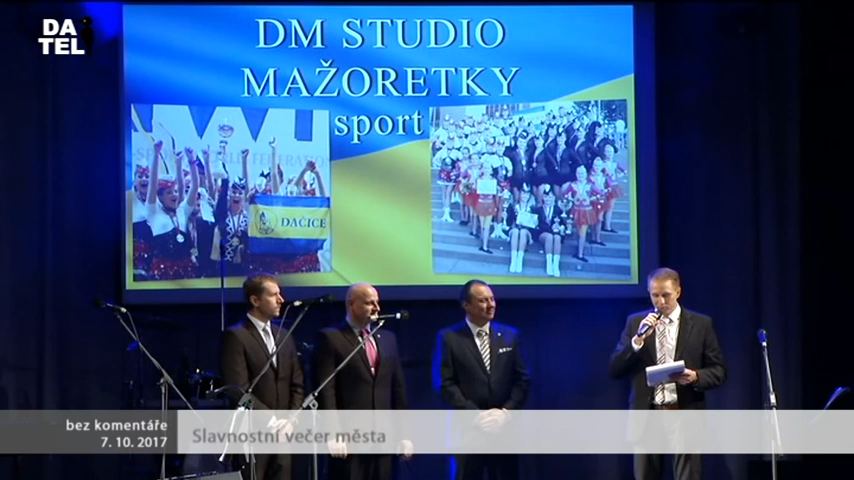 DA
TEL
DM STUDIO
MAŽORETKY
sport
DAČICE
bez komentáře
7. 10. 2017
Slavnostní večer města